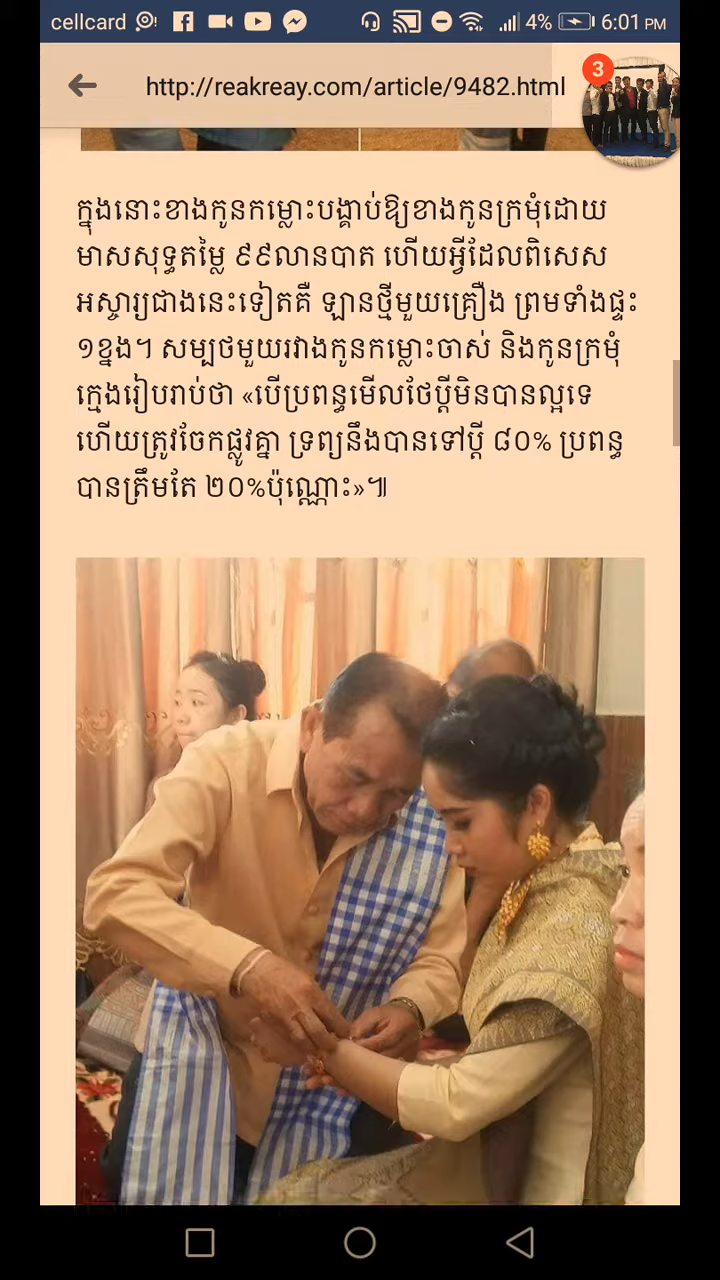 cellcard 4% 6:01 PM
http://reakreay.com/article/9482.html
3
ក្នុងនោះខាងកូនកម្លោះបង្គាប់ឱ្យខាងកូនក្រមុំដោយ
មាសសុទ្ធតម្លៃ ៩៩លានបាត ហើយអ្វីដែលពិសេស
អស្ចារ្យជាងនេះទៀតគឺ ឡានថ្មីមួយគ្រឿង ព្រមទាំងផ្ទះ
១ខ្នង។ សម្បថមួយរវាងកូនកម្លោះចាស់ និងកូនក្រមុំ
ក្មេងរៀបរាប់ថា «បើប្រពន្ធមើលថែប្ដីមិនបានល្អទេ
ហើយត្រូវចែកផ្លូវគ្នា ទ្រព្យនឹងបានទៅប្ដី ៨០% ប្រពន្ធ
បានត្រឹមតែ ២០%ប៉ុណ្ណោះ»៕